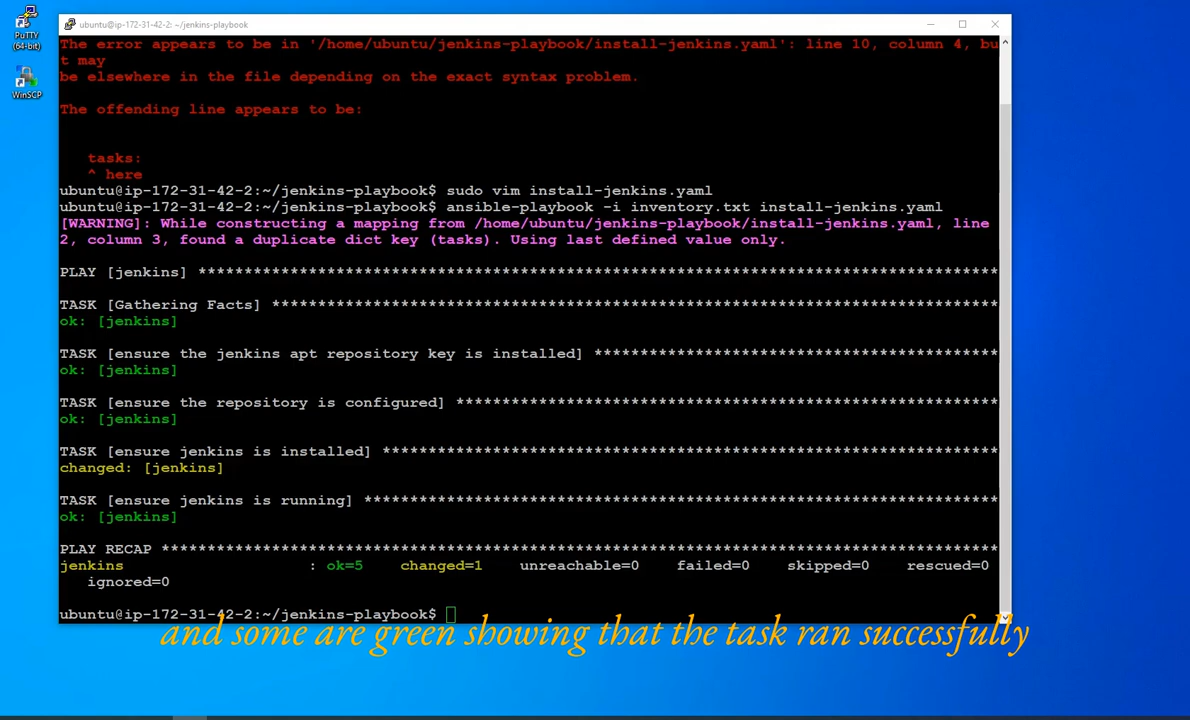 PuTTY
(64-bit)
WinSCP
ubuntu@ip-172-31-42-2: ~/jenkins-playbook
The error appears to be in '/home/ubuntu/jenkins-playbook/install-jenkins.yaml': line 10, column 4, bu
t may
be elsewhere in the file depending on the exact syntax problem.
The offending line appears to be:
tasks:
^ here
ubuntu@ip-172-31-42-2:~/jenkins-playbook$ sudo vim install-jenkins.yaml
ubuntu@ip-172-31-42-2:~/jenkins-playbook$ ansible-playbook -i inventory.txt install-jenkins.yaml
[WARNING]: While constructing a mapping from /home/ubuntu/jenkins-playbook/install-jenkins.yaml, line
2, column 3, found a duplicate dict key (tasks). Using last defined value only.
PLAY [jenkins] ***************************************************************************************
TASK [Gathering Facts] *******************************************************************************
ok: [jenkins]
TASK [ensure the jenkins apt repository key is installed] ********************************************
ok: [jenkins]
TASK [ensure the repository is configured] ***********************************************************
ok: [jenkins]
TASK [ensure jenkins is installed] *******************************************************************
changed: [jenkins]
TASK [ensure jenkins is running] *********************************************************************
ok: [jenkins]
PLAY RECAP *******************************************************************************************
jenkins                    : ok=5    changed=1    unreachable=0    failed=0    skipped=0    rescued=0
ignored=0
ubuntu@ip-172-31-42-2:~/jenkins-playbook$
and some are green showing that the task ran successfully